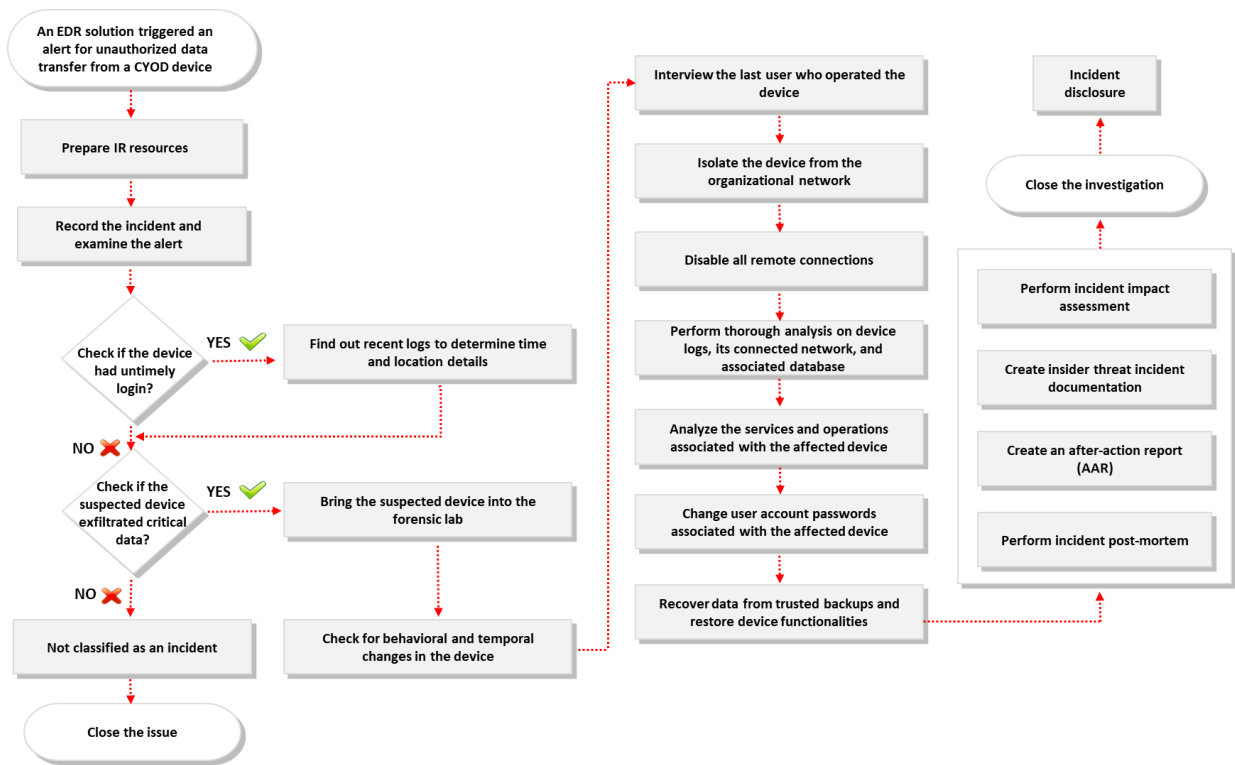 An EDR solution triggered an
alert for unauthorized data
transfer from a CYOD device
Prepare IR resources
Record the incident and
examine the alert
Check if the device
had untimely
login?
YES
Find out recent logs to determine time
and location details
NO
Check if the
suspected device
exfiltrated critical
data?
YES
Bring the suspected device into the
forensic lab
NO
Not classified as an incident
Close the issue
Check for behavioral and temporal
changes in the device
Interview the last user who operated the
device
Isolate the device from the
organizational network
Disable all remote connections
Perform thorough analysis on device
logs, its connected network, and
associated database
Analyze the services and operations
associated with the affected device
Change user account passwords
associated with the affected device
Recover data from trusted backups and
restore device functionalities
Incident
disclosure
Close the investigation
Perform incident impact
assessment
Create insider threat incident
documentation
Create an after-action report
(AAR)
Perform incident post-mortem